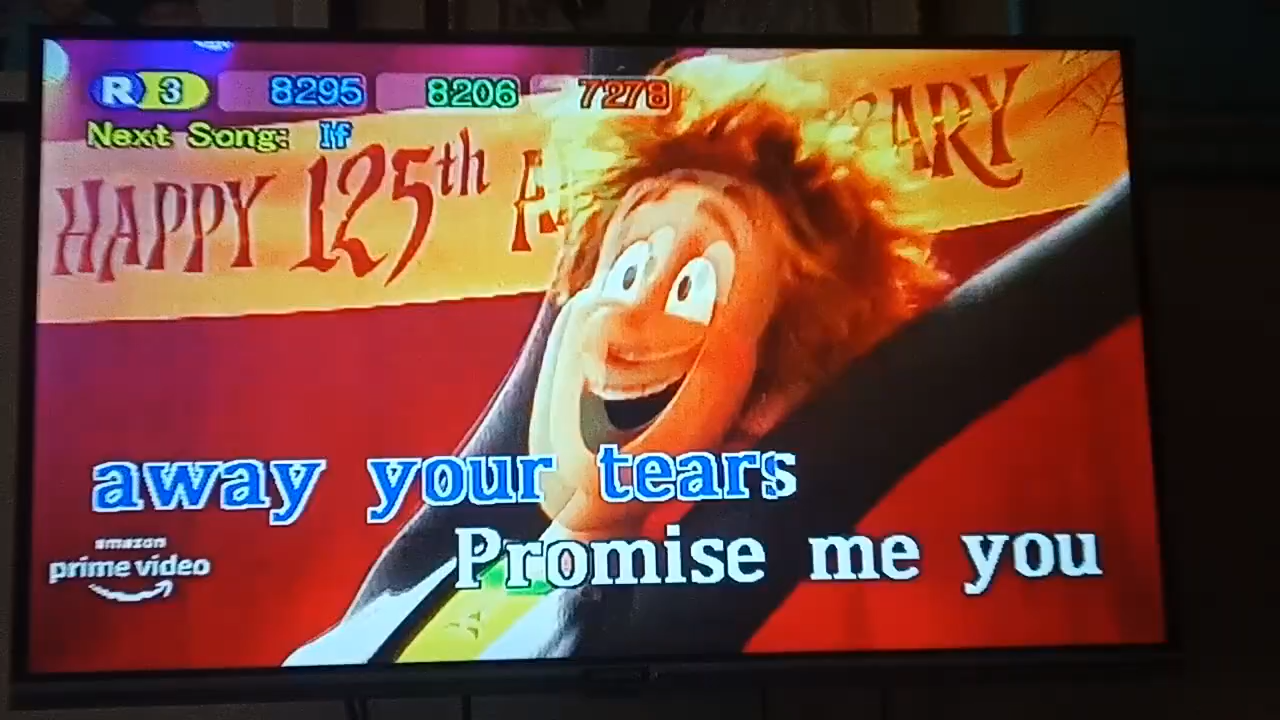 R 3 8295 8206 7278
Next Song: If
HAPPY 125th
ARY
away your tears
Promise me you
amazon
prime video